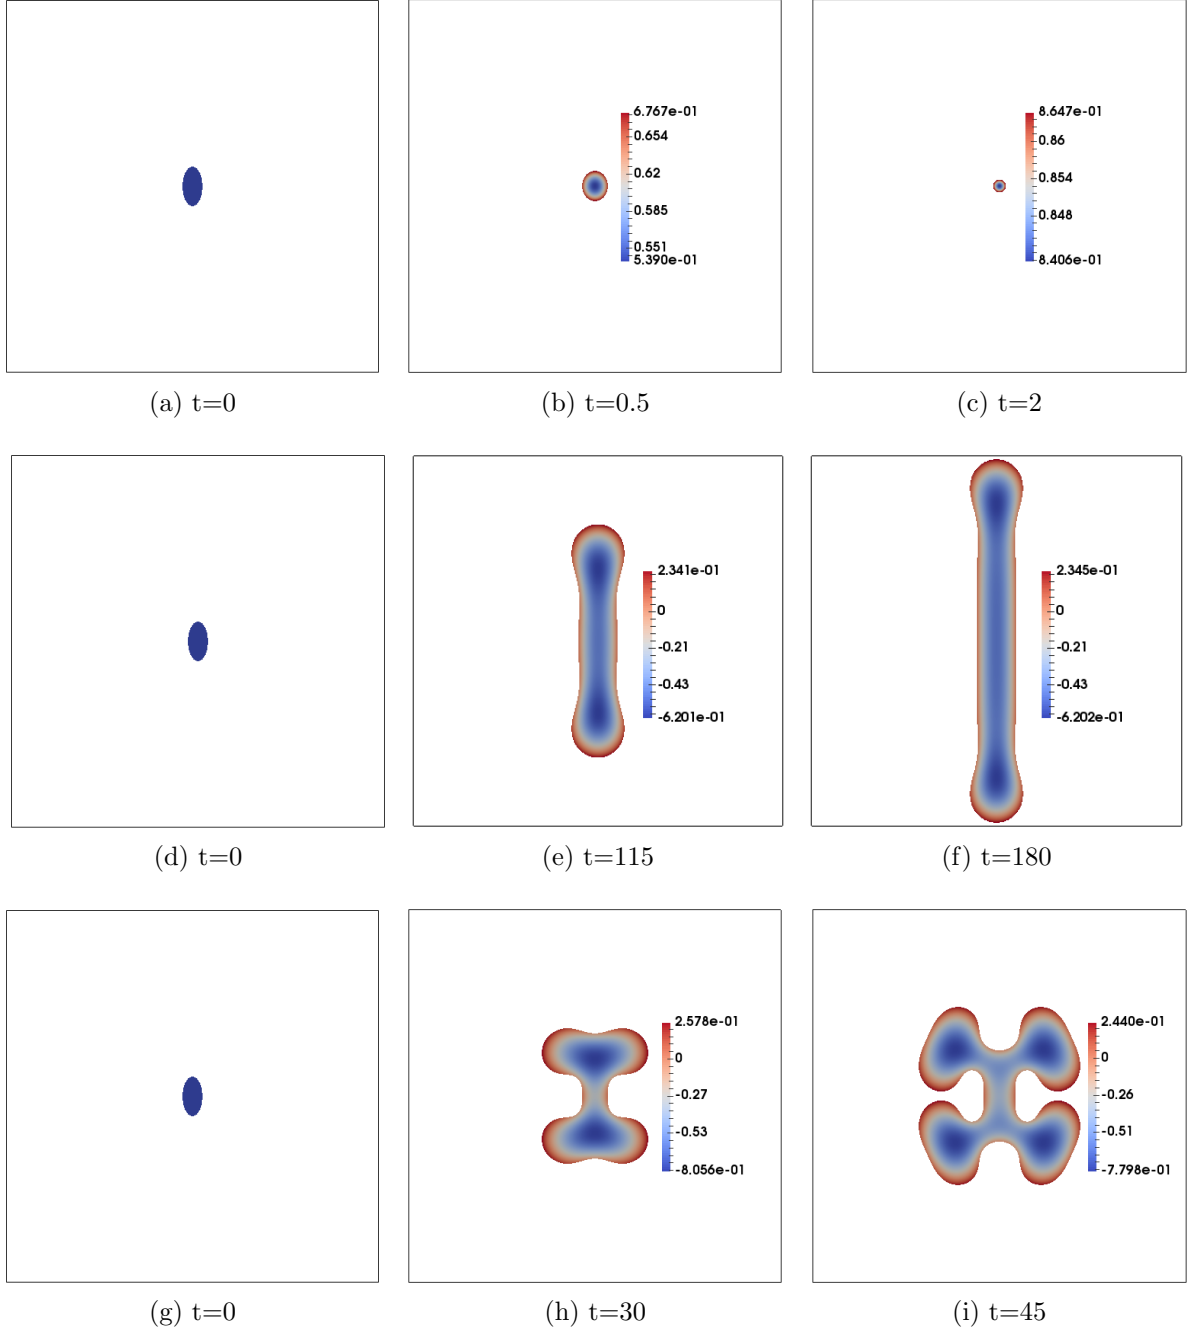 6.767e-01
0.654
0.62
0.585
0.551
5.390e-01
8.647e-01
0.86
0.854
0.848
8.406e-01
(a) t=0
(b) t=0.5
(c) t=2
2.341e-01
0
-0.21
-0.43
-6.201e-01
2.345e-01
0
-0.21
-0.43
-6.202e-01
(d) t=0
(e) t=115
(f) t=180
2.578e-01
0
-0.27
-0.53
-8.056e-01
2.440e-01
0
-0.26
-0.51
-7.798e-01
(g) t=0
(h) t=30
(i) t=45